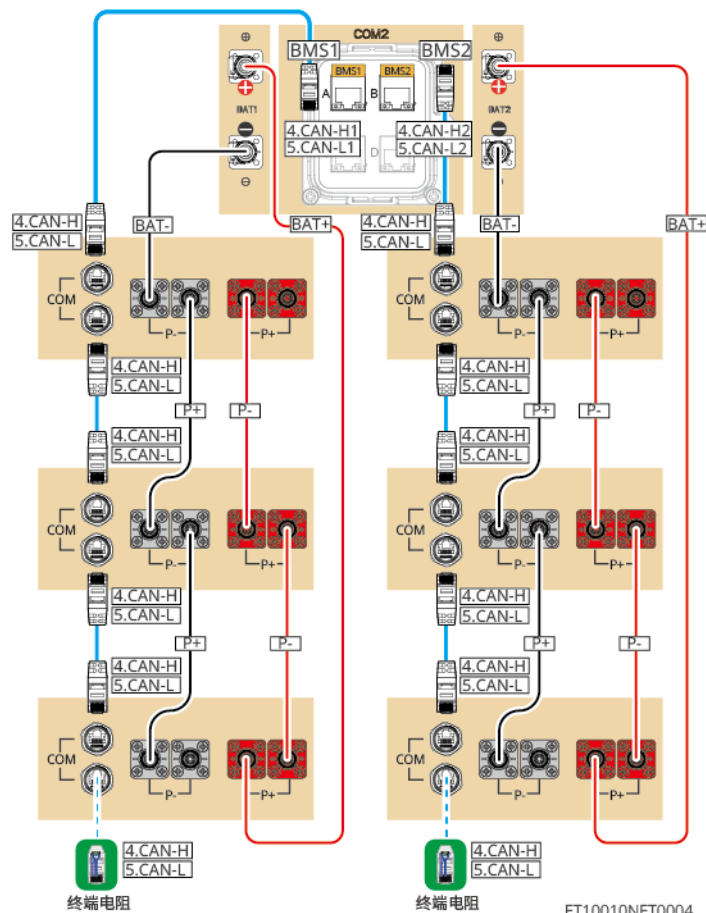 COM2
BMS1 BMS2
BMS1 BMS2
A B
BAT1 BAT2
4.CAN-H1 4.CAN-H2
5.CAN-L1 5.CAN-L2
D
4.CAN-H 4.CAN-H
5.CAN-L 5.CAN-L
BAT- BAT+ BAT- BAT+
COM COM
P- P+ P- P+
4.CAN-H 4.CAN-H
5.CAN-L 5.CAN-L
P+ P- P+ P-
4.CAN-H 4.CAN-H
5.CAN-L 5.CAN-L
COM COM
P- P+ P- P+
4.CAN-H 4.CAN-H
5.CAN-L 5.CAN-L
P+ P- P+ P-
4.CAN-H 4.CAN-H
5.CAN-L 5.CAN-L
COM COM
P- P+ P- P+
4.CAN-H 4.CAN-H
5.CAN-L 5.CAN-L
终端电阻 终端电阻